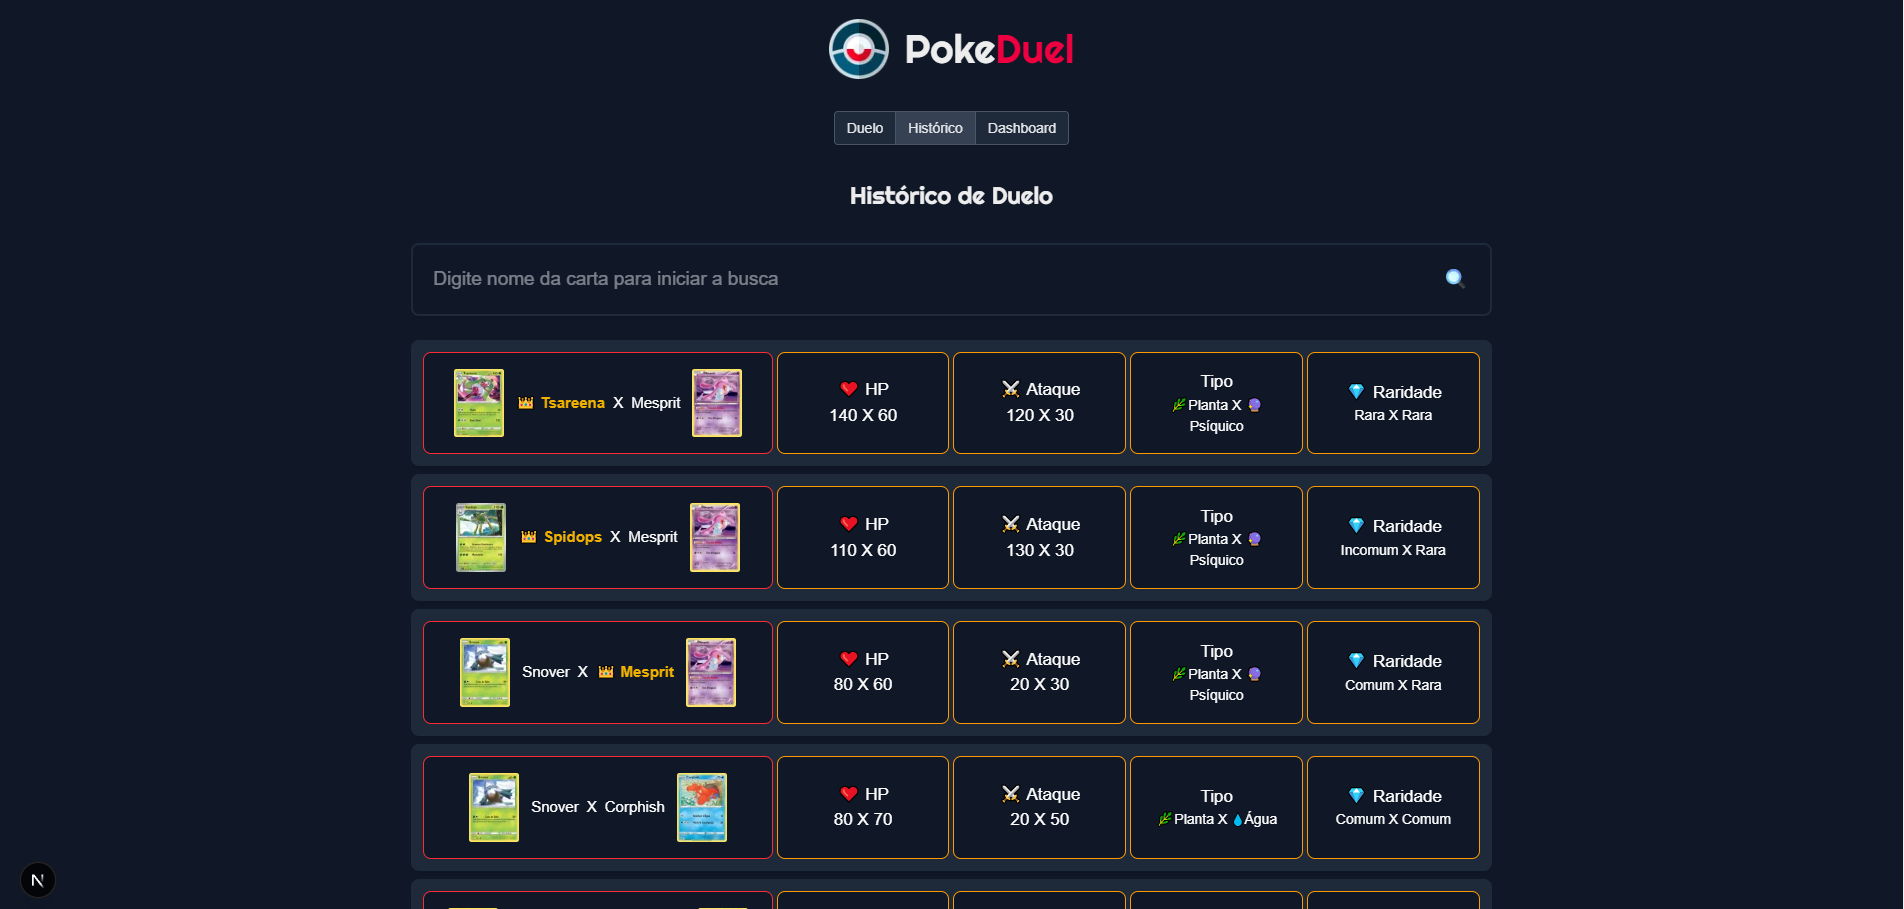 PokeDuel
Duelo
Histórico
Dashboard
Histórico de Duelo
Digite nome da carta para iniciar a busca
Tsareena X Mesprit
HP
140 X 60
Ataque
120 X 30
Tipo
Planta X
Psíquico
Raridade
Rara X Rara
Spidops X Mesprit
HP
110 X 60
Ataque
130 X 30
Tipo
Planta X
Psíquico
Raridade
Incomum X Rara
Snover X Mesprit
HP
80 X 60
Ataque
20 X 30
Tipo
Planta X
Psíquico
Raridade
Comum X Rara
Snover X Corphish
HP
80 X 70
Ataque
20 X 50
Tipo
Planta X Água
Raridade
Comum X Comum
N